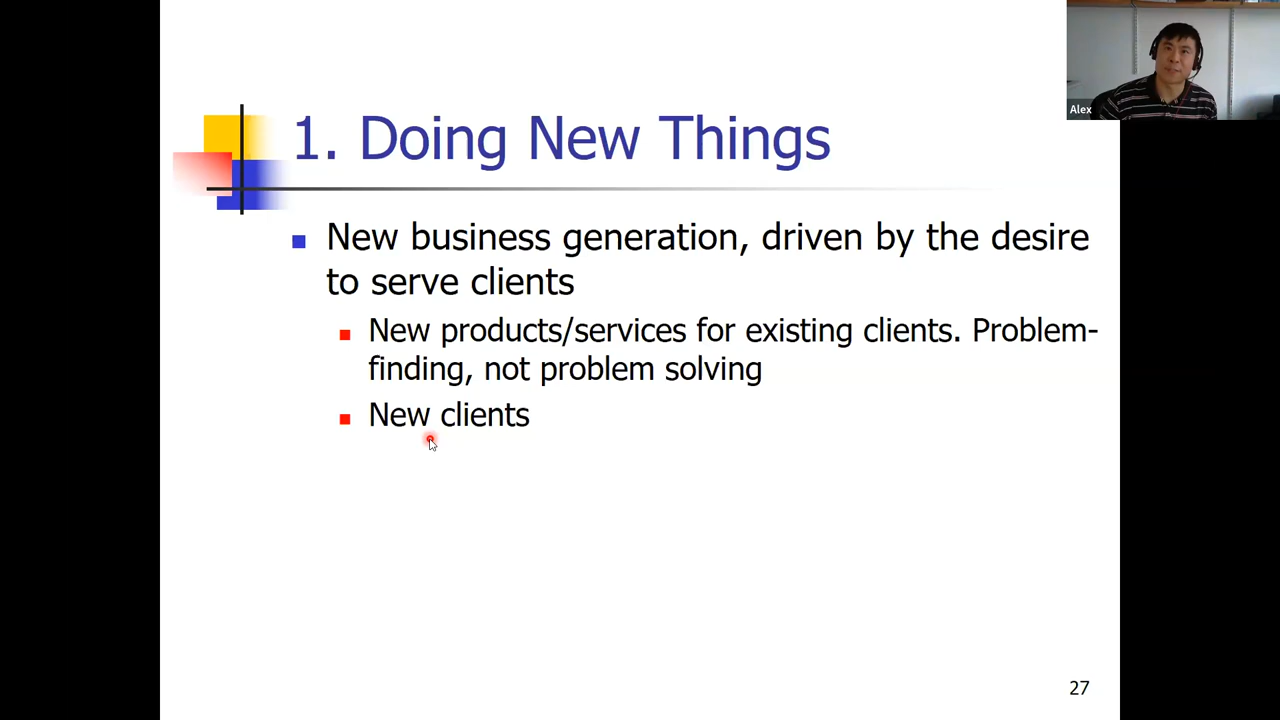 Alex
1. Doing New Things
New business generation, driven by the desire
to serve clients
New products/services for existing clients. Problem-
finding, not problem solving
New clients
27